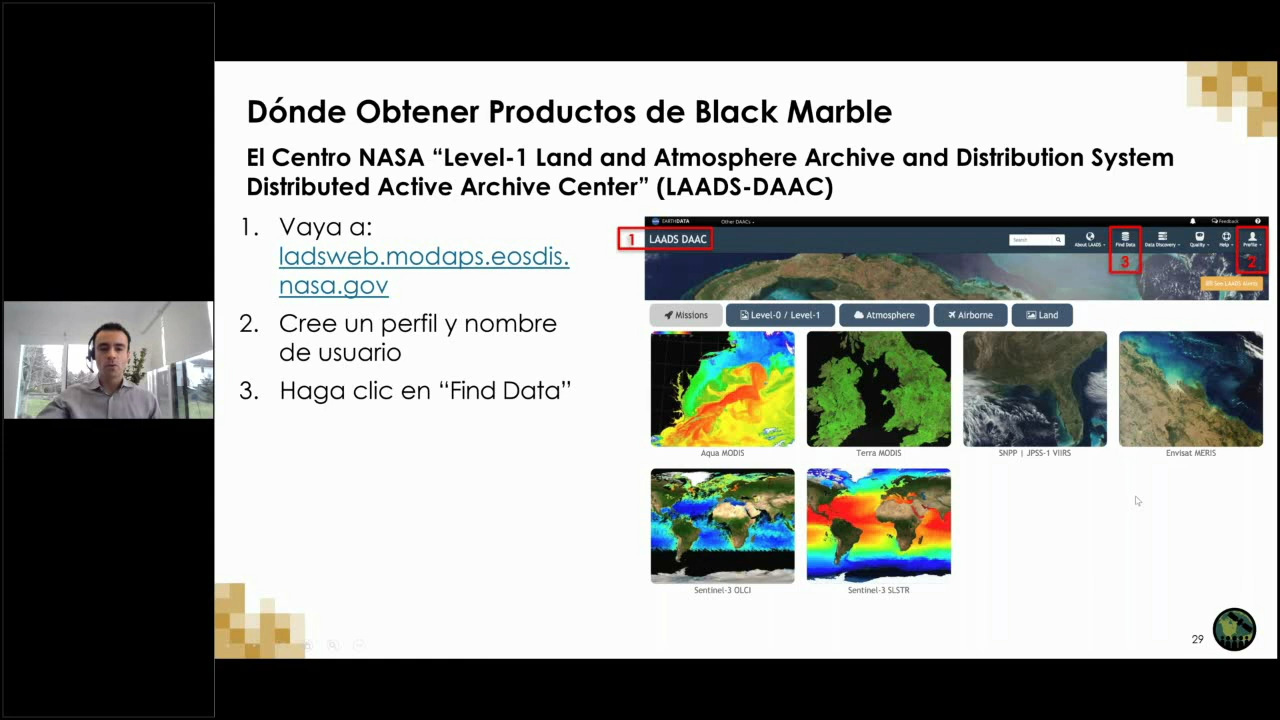 Dónde Obtener Productos de Black Marble
El Centro NASA “Level-1 Land and Atmosphere Archive and Distribution System
Distributed Active Archive Center” (LAADS-DAAC)
1. Vaya a:
ladsweb.modaps.eosdis.
nasa.gov
2. Cree un perfil y nombre
de usuario
3. Haga clic en “Find Data”
EARTHDATA Other DAACs Feedback
1 LAADS DAAC Search About LAADS Find Data Data Discovery Quality Help Profile
3 2
See LAADS Alerts
Missions Level-0 / Level-1 Atmosphere Airborne Land
Aqua MODIS Terra MODIS SNPP | JPSS-1 VIIRS Envisat MERIS
Sentinel-3 OLCI Sentinel-3 SLSTR
29